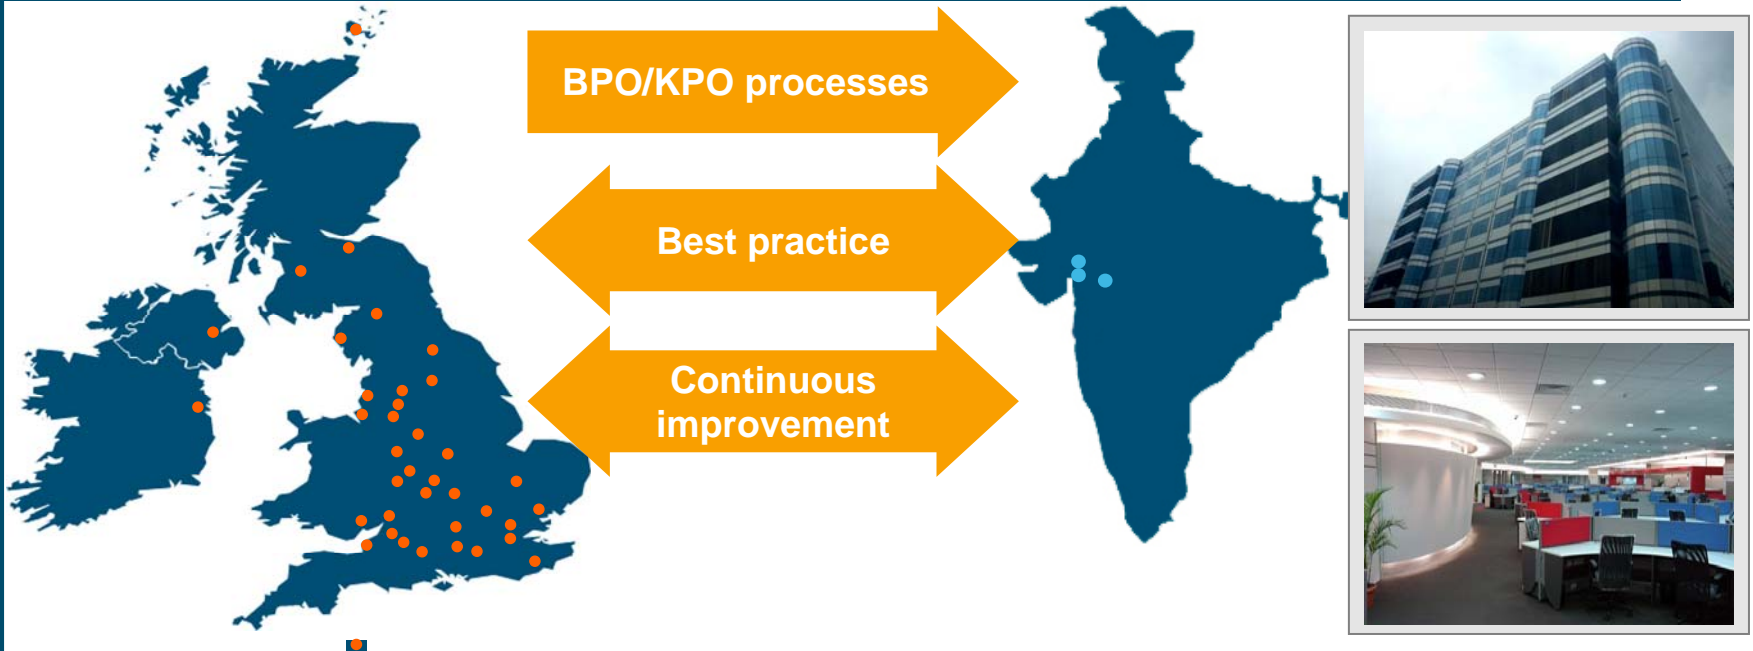 BPO/KPO processes
Best practice
Continuous
improvement